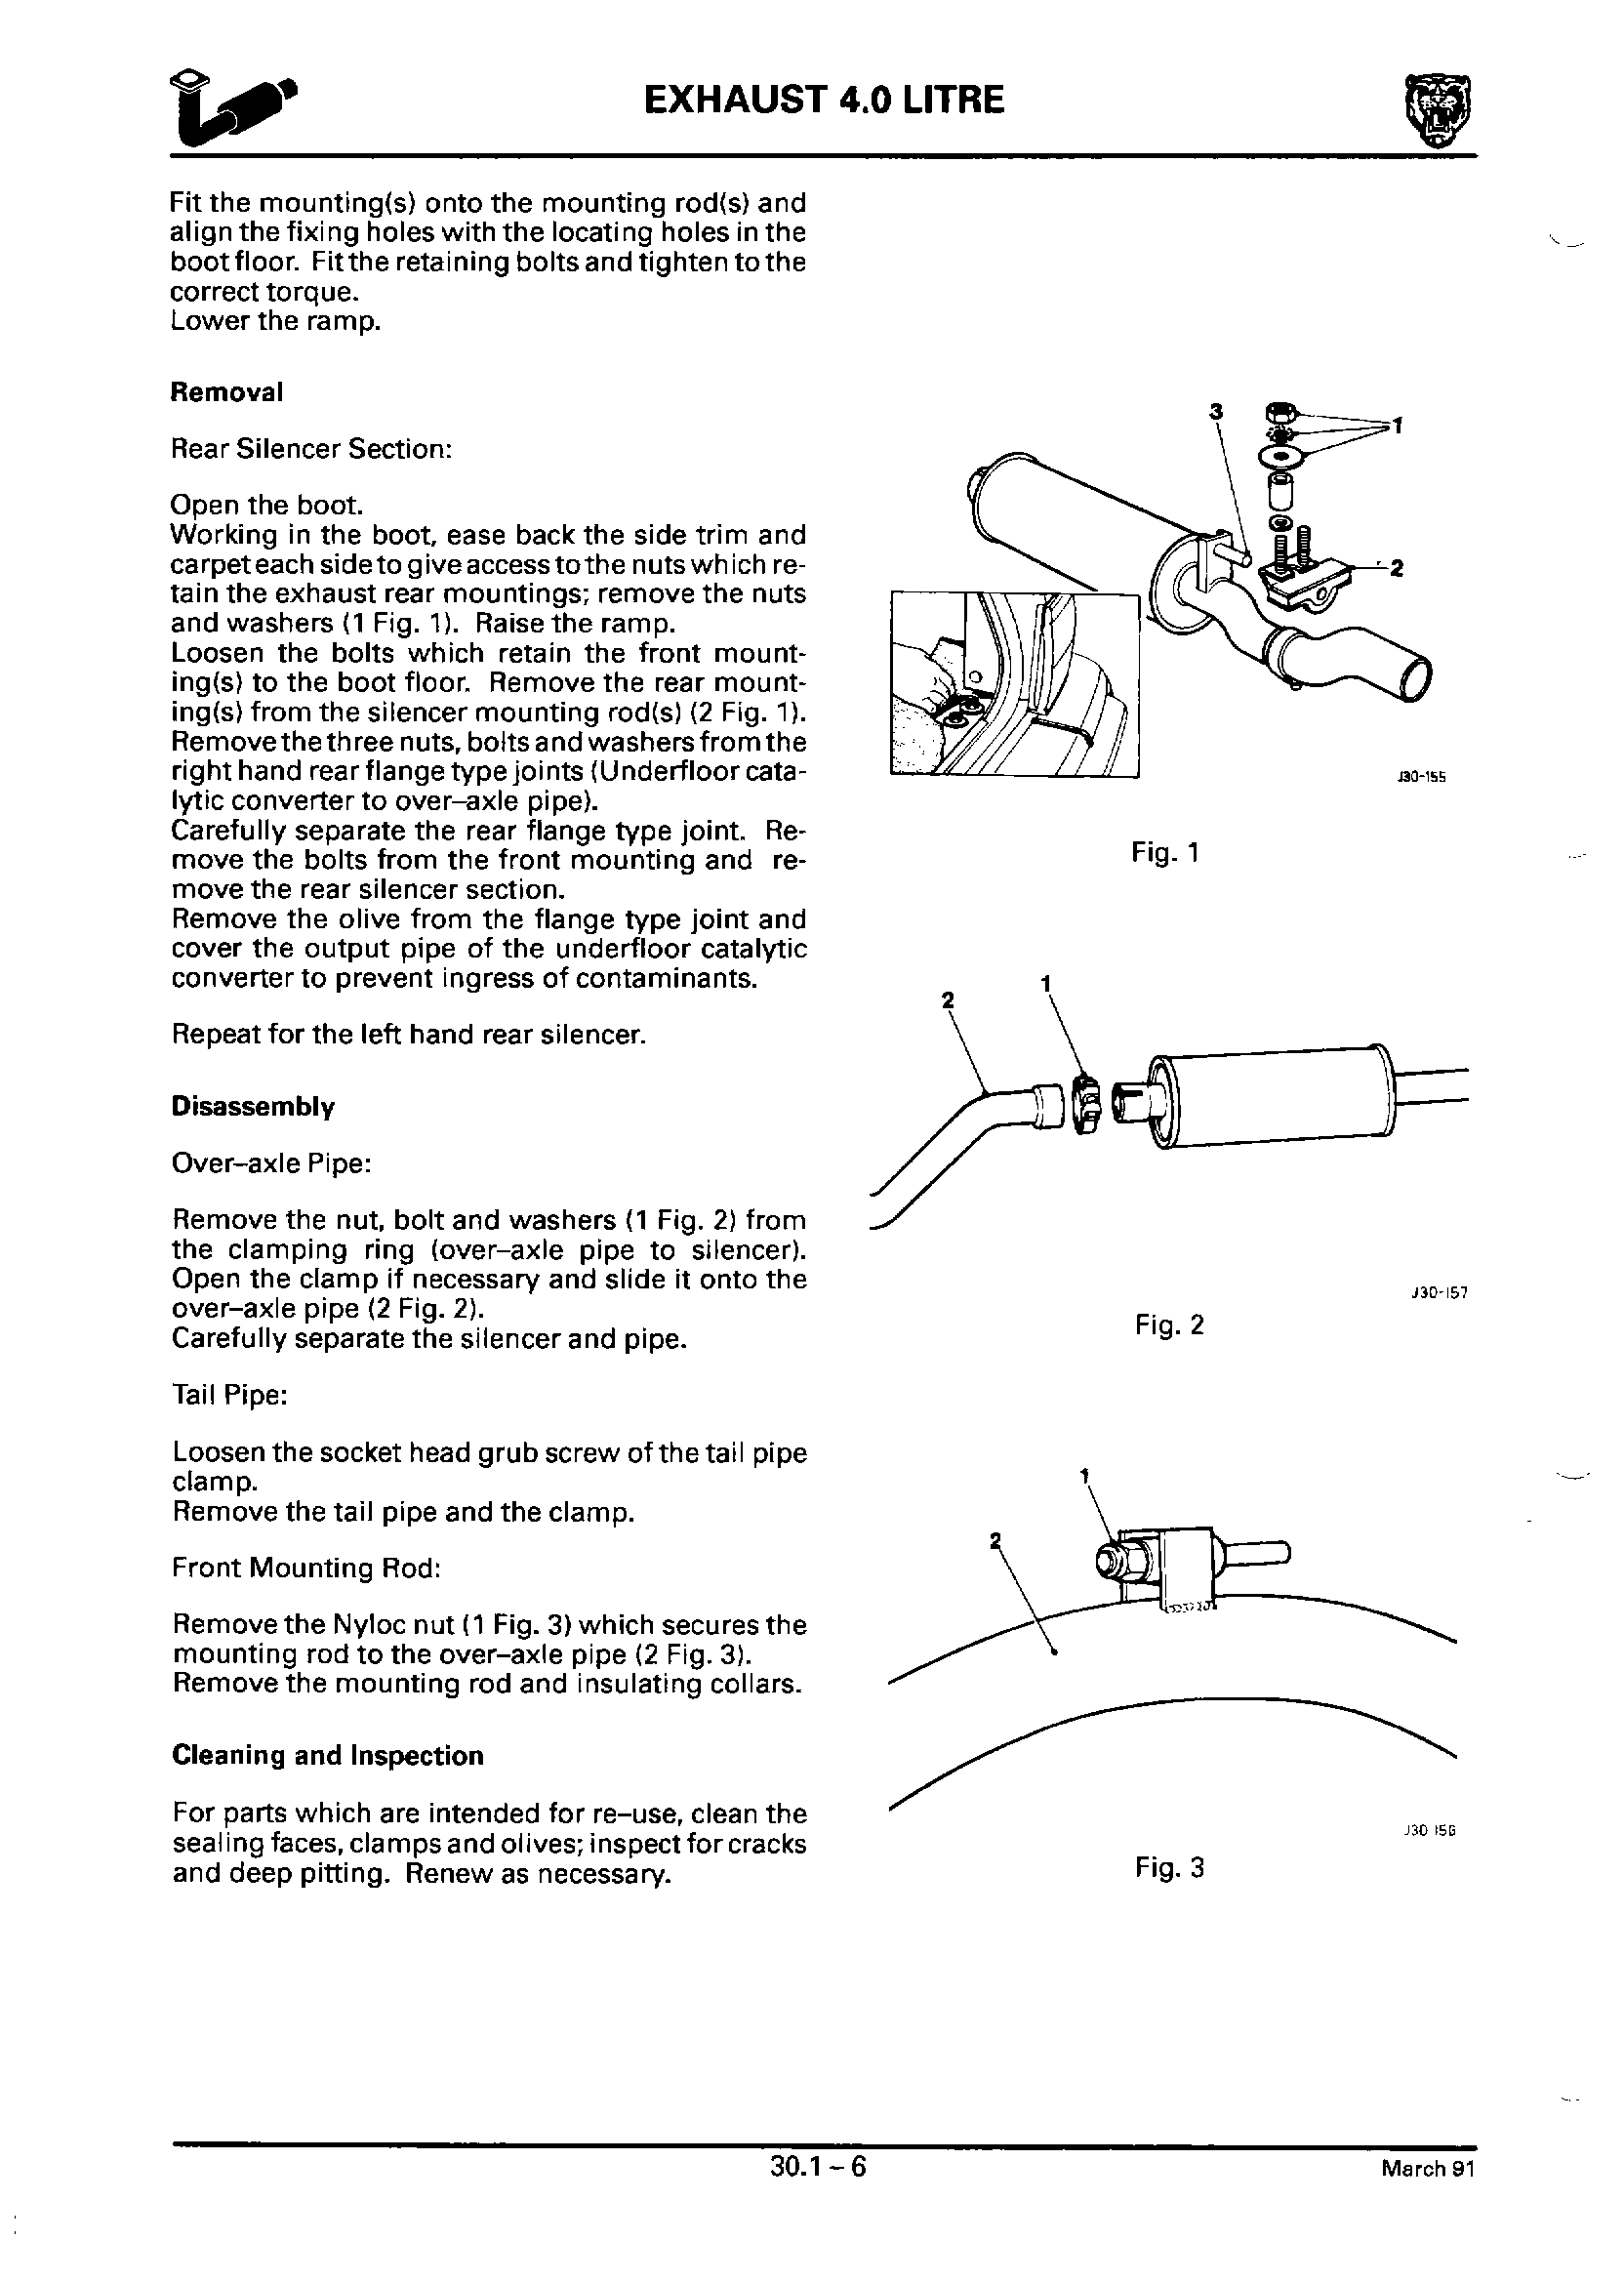 EXHAUST 4.0 LITRE
Fit the mounting(s) onto the mounting rod(s) and
align the fixing holes with the locating holes in the
boot floor. Fit the retaining bolts and tighten to the
correct torque.
Lower the ramp.
Removal
Rear Silencer Section:
Open the boot.
Working in the boot, ease back the side trim and
carpet each side to give access to the nuts which re-
tain the exhaust rear mountings; remove the nuts
and washers (1 Fig. 1). Raise the ramp.
Loosen the bolts which retain the front mount-
ing(s) to the boot floor. Remove the rear mount-
ing(s) from the silencer mounting rod(s) (2 Fig. 1).
Remove the three nuts, bolts and washers from the
right hand rear flange type joints (Underfloor cata-
lytic converter to over-axle pipe).
Carefully separate the rear flange type joint. Re-
move the bolts from the front mounting and re-
move the rear silencer section.
Remove the olive from the flange type joint and
cover the output pipe of the underfloor catalytic
converter to prevent ingress of contaminants.
Repeat for the left hand rear silencer.
Disassembly
Over-axle Pipe:
Remove the nut, bolt and washers (1 Fig. 2) from
the clamping ring (over-axle pipe to silencer).
Open the clamp if necessary and slide it onto the
over-axle pipe (2 Fig. 2).
Carefully separate the silencer and pipe.
Tail Pipe:
Loosen the socket head grub screw of the tail pipe
clamp.
Remove the tail pipe and the clamp.
Front Mounting Rod:
Remove the Nyloc nut (1 Fig. 3) which secures the
mounting rod to the over-axle pipe (2 Fig. 3).
Remove the mounting rod and insulating collars.
Cleaning and Inspection
For parts which are intended for re-use, clean the
sealing faces, clamps and olives; inspect for cracks
and deep pitting. Renew as necessary.
3
1
2
J30-155
Fig. 1
2
1
J30-157
Fig. 2
1
2
J30 156
Fig. 3
30.1 - 6
March 91